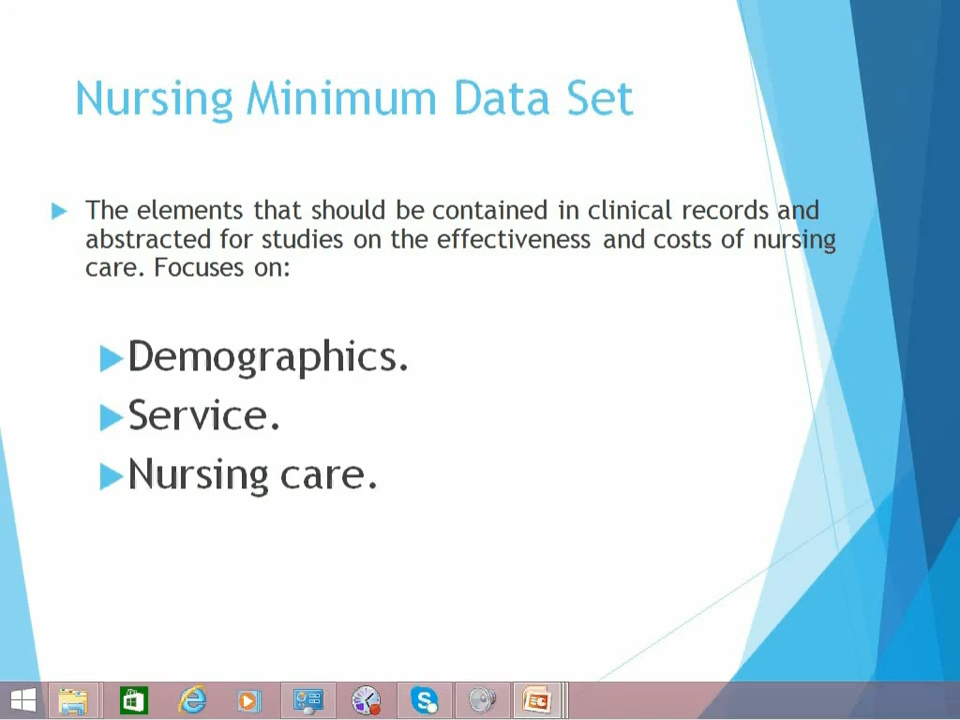 Nursing Minimum Data Set
The elements that should be contained in clinical records and
abstracted for studies on the effectiveness and costs of nursing
care. Focuses on:
Demographics.
Service.
Nursing care.